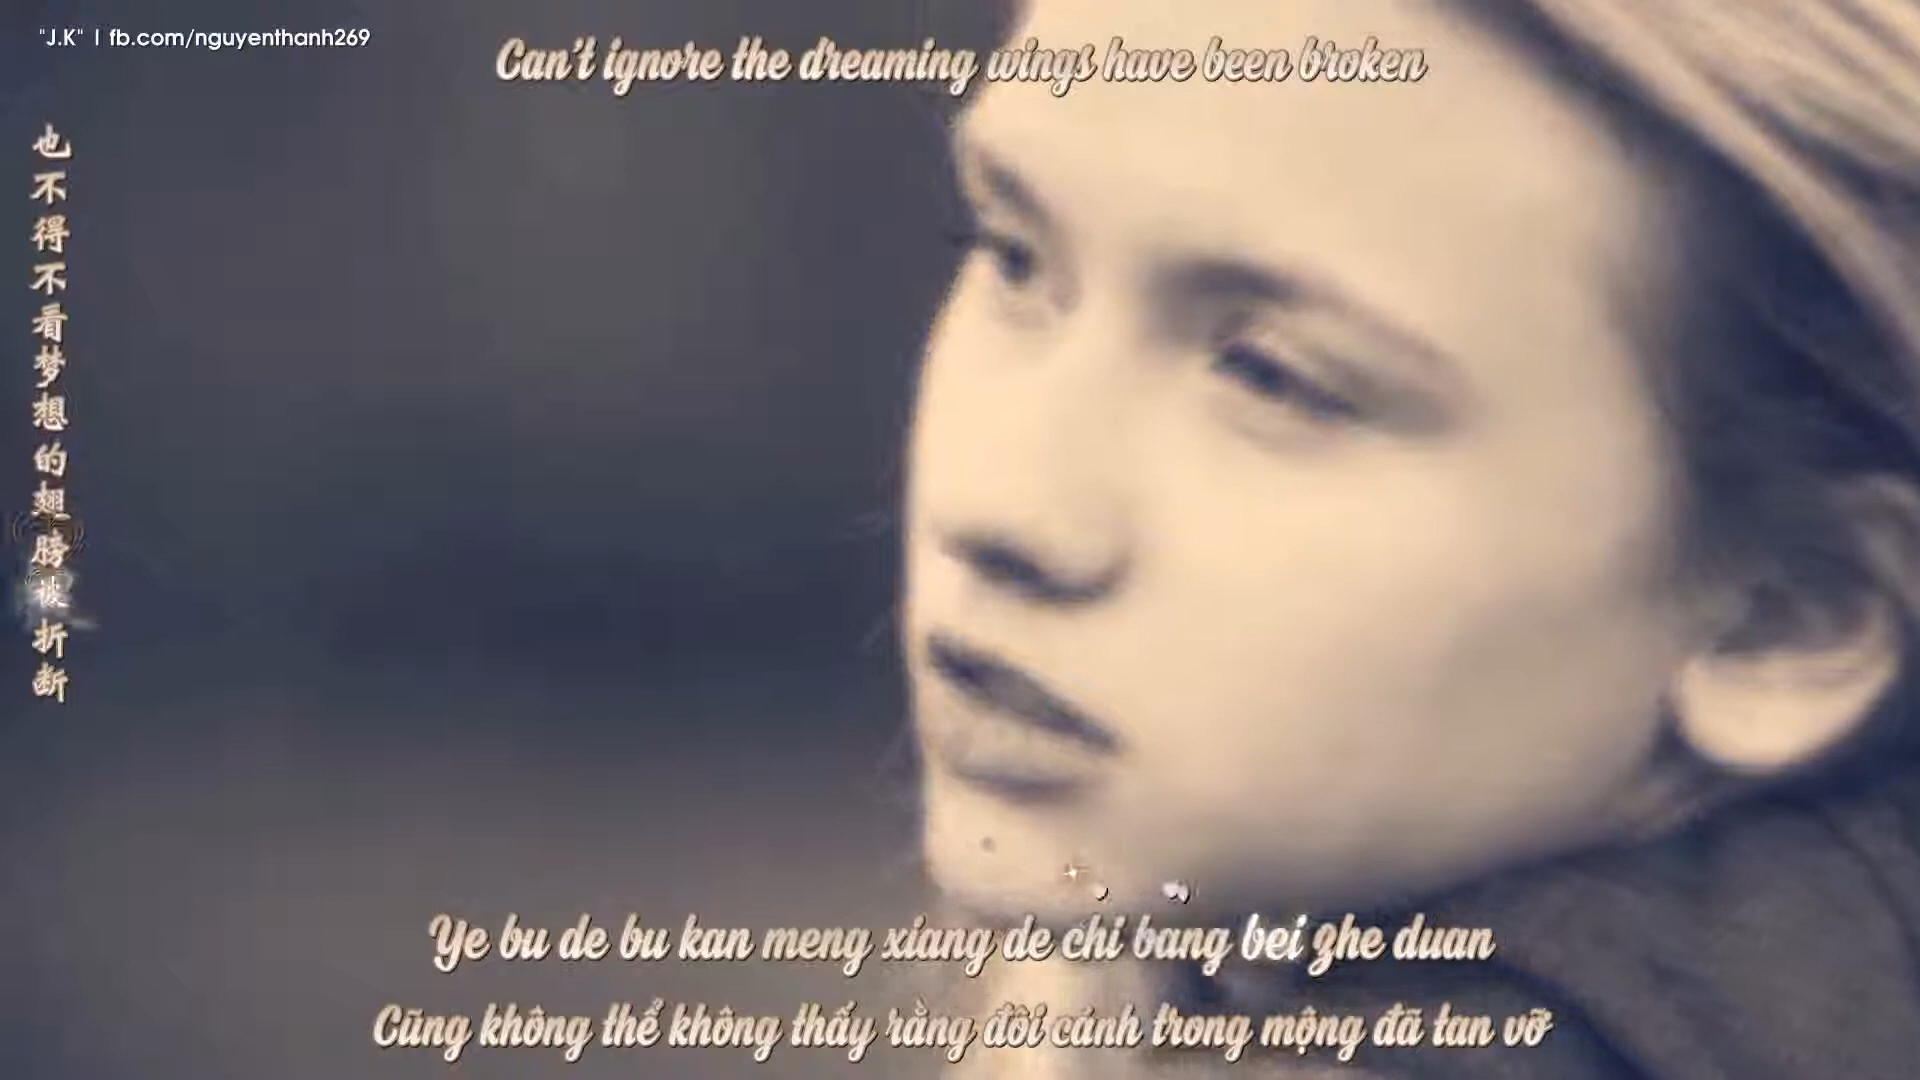 "J.K" | fb.com/nguyenthanh269
Can't ignore the dreaming wings have been broken
也不得不看梦想的翅膀被折断
Ye bu de bu kan meng xiang de chi bang bei zhe duan
Cũng không thể không thấy rằng đôi cánh trong mộng đã tan vỡ